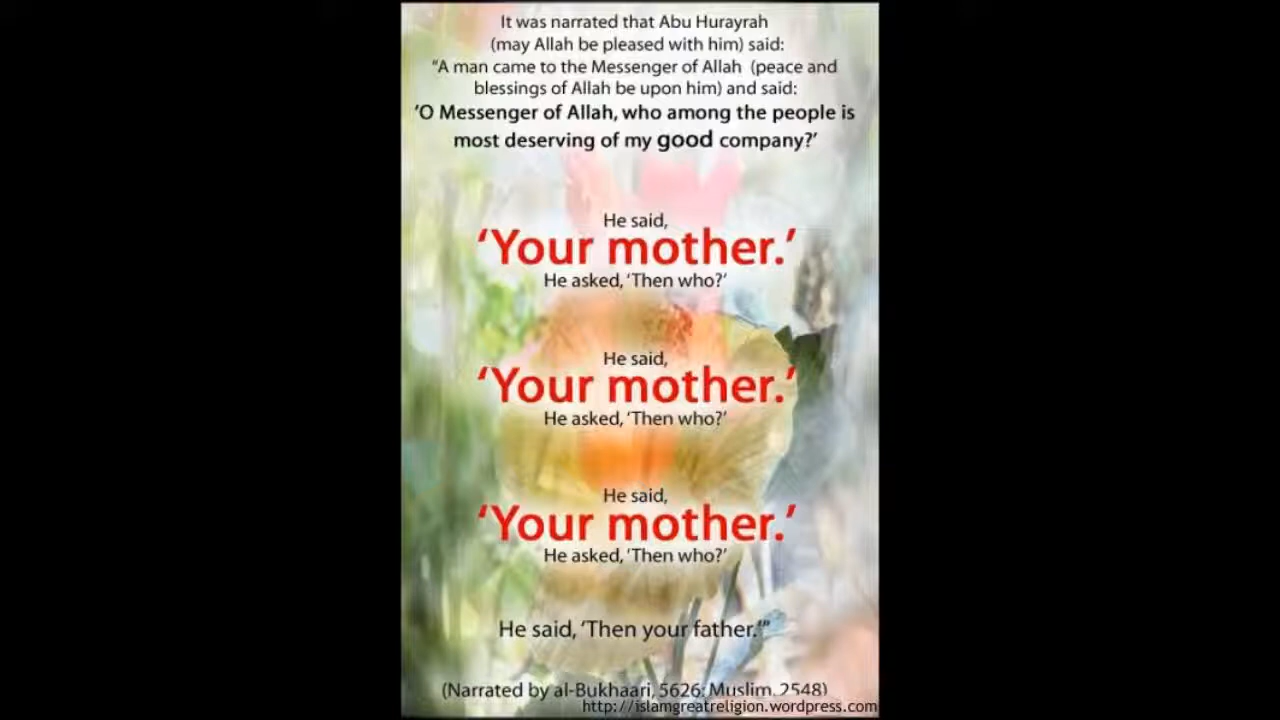 It was narrated that Abu Hurayrah
(may Allah be pleased with him) said:
“A man came to the Messenger of Allah (peace and
blessings of Allah be upon him) and said:
‘O Messenger of Allah, who among the people is
most deserving of my good company?’
He said,
‘Your mother.’
He asked, ‘Then who?’
He said,
‘Your mother.’
He asked, ‘Then who?’
He said,
‘Your mother.’
He asked, ‘Then who?’
He said, ‘Then your father.’”
(Narrated by al-Bukhaari, 5626; Muslim, 2548)
http://islamgreatreligion.wordpress.com